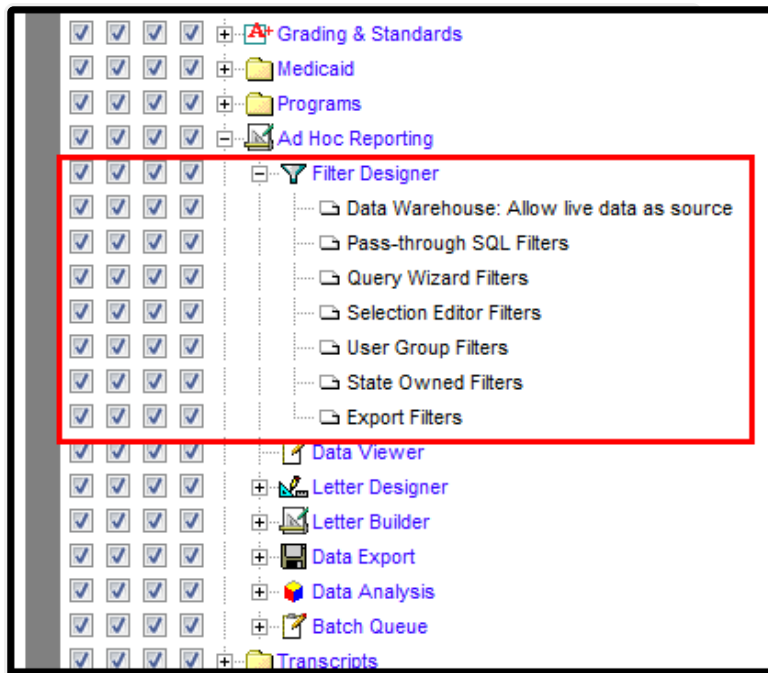 Grading & Standards
Medicaid
Programs
Ad Hoc Reporting
Filter Designer
Data Warehouse: Allow live data as source
Pass-through SQL Filters
Query Wizard Filters
Selection Editor Filters
User Group Filters
State Owned Filters
Export Filters
Data Viewer
Letter Designer
Letter Builder
Data Export
Data Analysis
Batch Queue
Transcripts